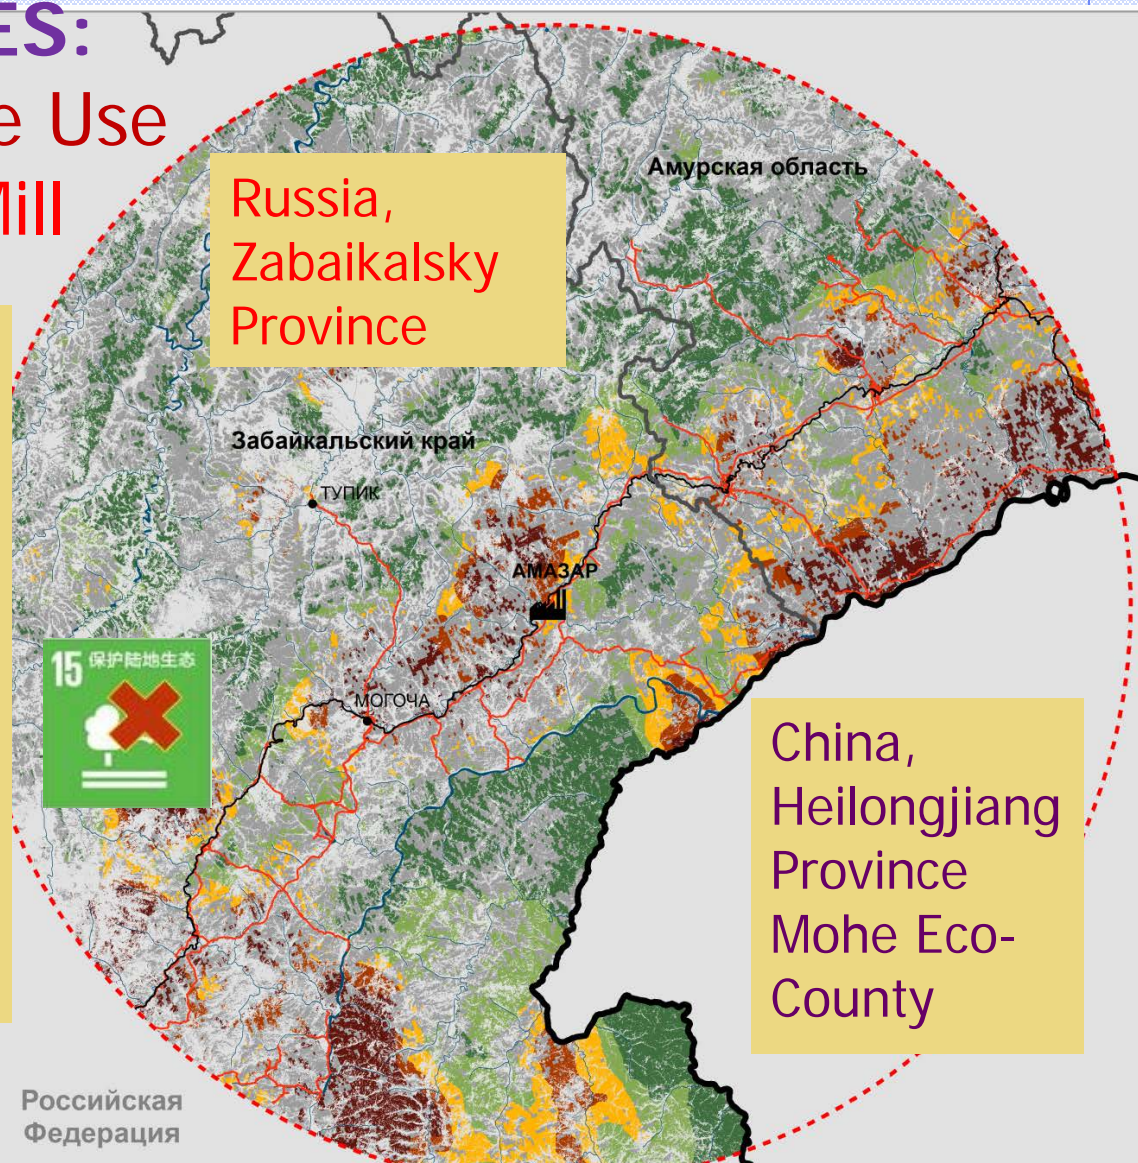 ES:
e Use
Mill
Russia,
Zabaikalsky
Province
Амурская область
Забайкальский край
ТУПИК
АМАЗАР
15 保护陆地生态
МОГОЧА
China,
Heilongjiang
Province
Mohe Eco-
County
Российская
Федерация